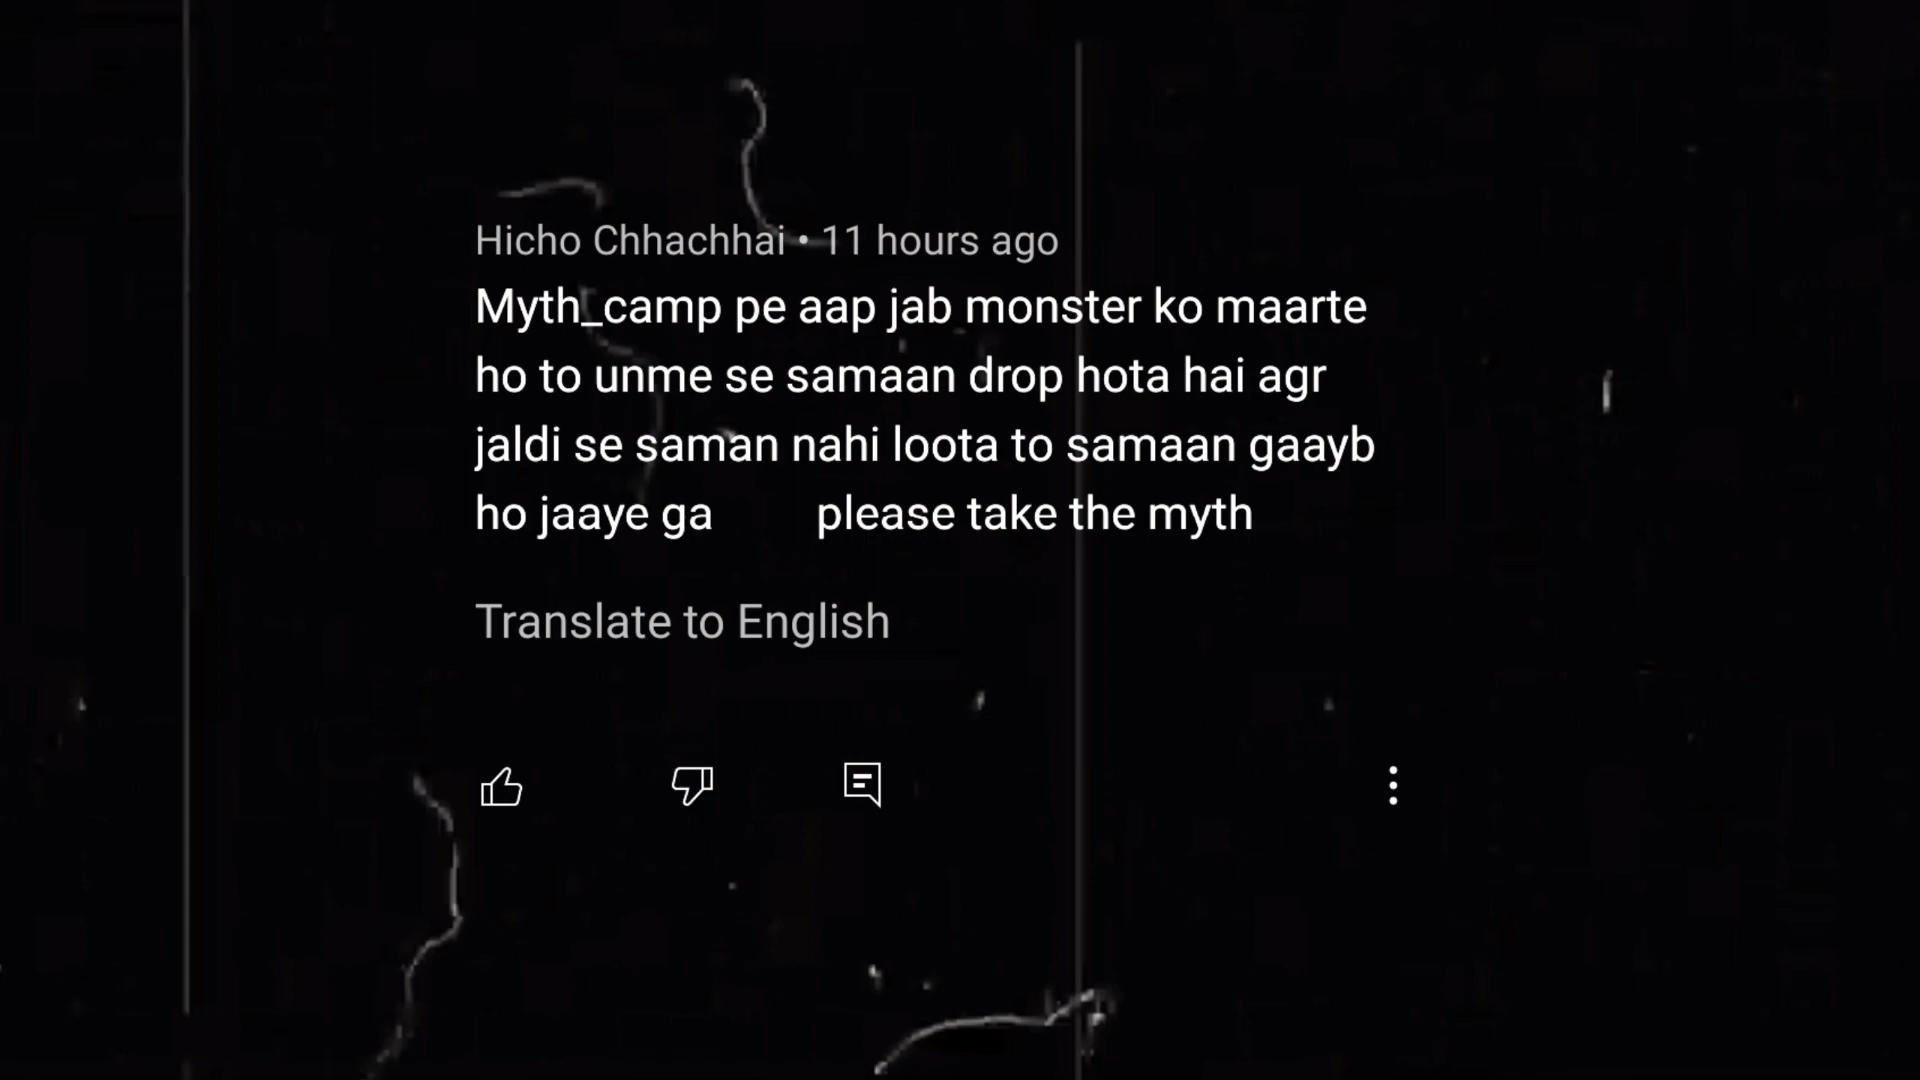 Hicho Chhachhai • 11 hours ago
Myth_camp pe aap jab monster ko maarte
ho to unme se samaan drop hota hai agr
jaldi se saman nahi loota to samaan gaayb
ho jaaye ga please take the myth
Translate to English